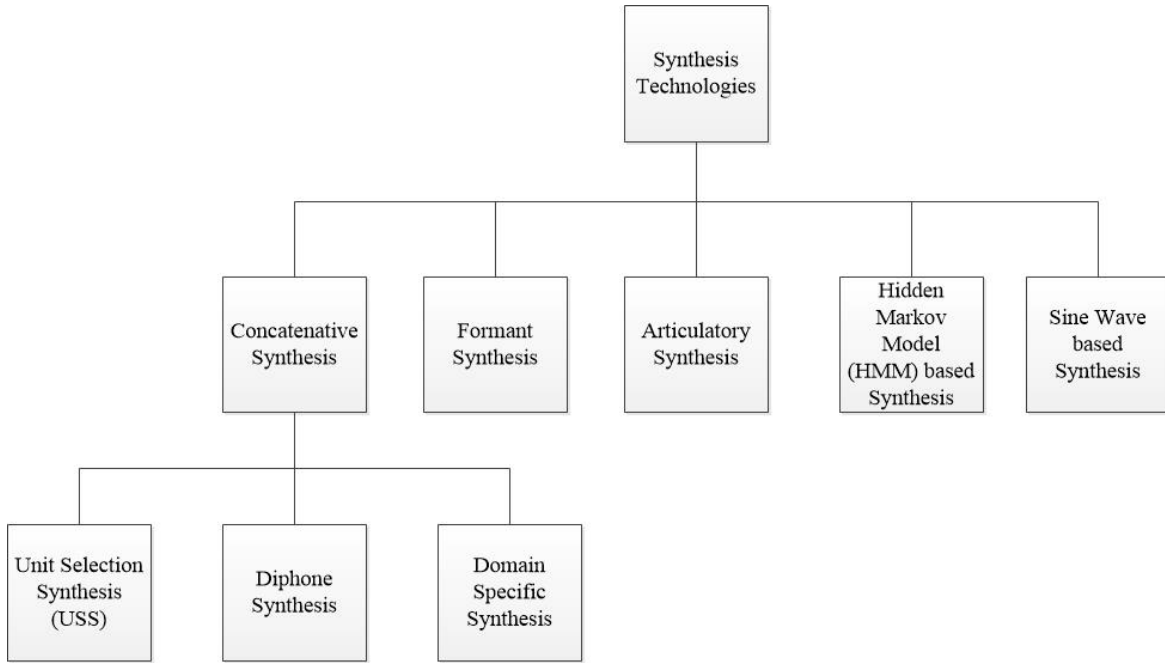 Synthesis
Technologies
Concatenative
Synthesis
Formant
Synthesis
Articulatory
Synthesis
Hidden
Markov
Model
(HMM) based
Synthesis
Sine Wave
based
Synthesis
Unit Selection
Synthesis
(USS)
Diphone
Synthesis
Domain
Specific
Synthesis